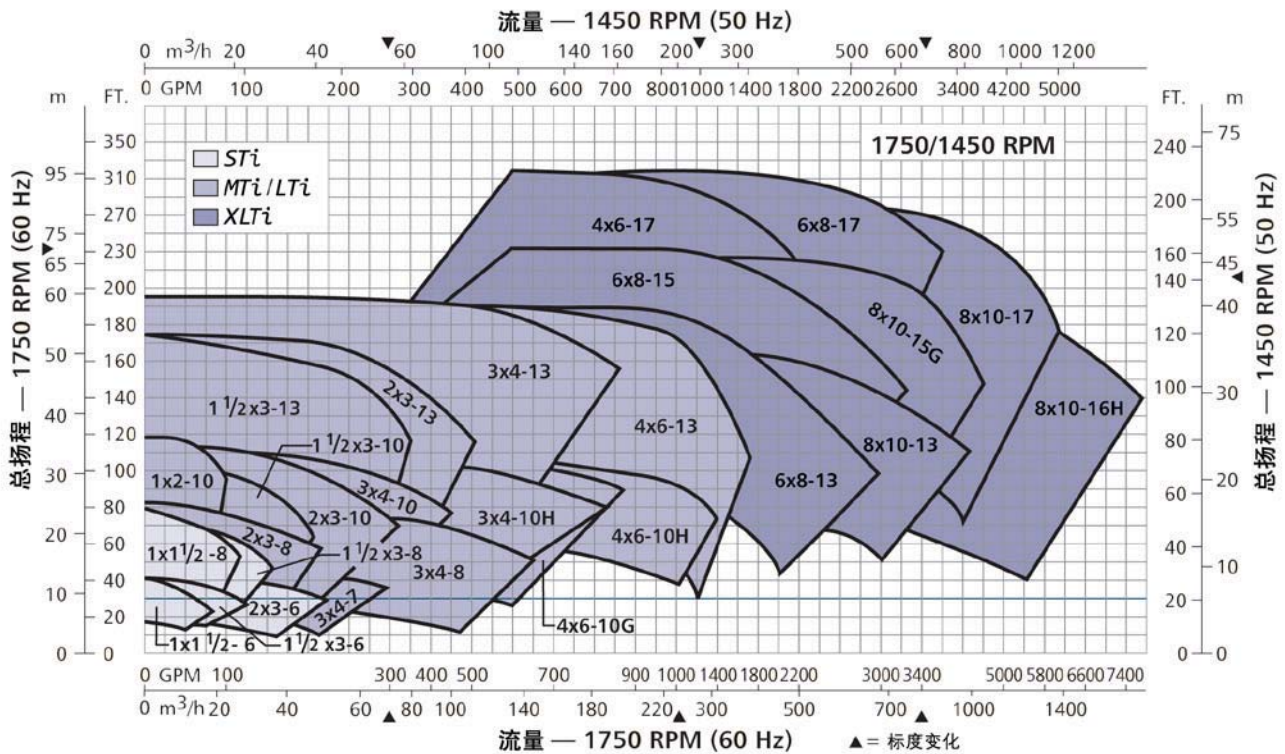 流量 — 1450 RPM (50 Hz)
0 m³/h 20 40 ▼ 60 100 140 160 200 ▼ 300 500 600 ▼ 800 1000 1200
0 GPM 100 200 300 400 500 600 700 800 1000 1400 1800 2200 2600 3400 4200 5000
m FT. FT. m
1750/1450 RPM
STi
MTi/LTi
XLTi
总扬程 — 1750 RPM (60 Hz)
95
75
▼
65
60
50
40
30
20
10
0
350
310
270
230
200
180
160
140
120
100
80
60
40
20
0
240
200
160
140
120
100
80
60
40
20
0
75
55
45
◀
40
30
20
10
0
总扬程 — 1450 RPM (50 Hz)
4x6-17
6x8-17
6x8-15
8x10-15G
8x10-17
3x4-13
2x3-13
1 1/2x3-13
4x6-13
8x10-16H
1 1/2x3-10
8x10-13
1x2-10
3x4-10
6x8-13
2x3-10
3x4-10H
4x6-10H
2x3-8
1x1 1/2 -8
1 1/2x3-8
3x4-8
2x3-6
3x4-7
4x6-10G
1x1 1/2- 6
1 1/2 x3-6
0 GPM 100 300 400 500 700 900 1000 1400 1800 2200 3000 3400 5000 5800 6600 7400
0 m³/h 20 40 60 ▲ 80 100 140 180 220 ▲ 300 500 700 ▲ 1000 1400
流量 — 1750 RPM (60 Hz)
▲= 标度变化